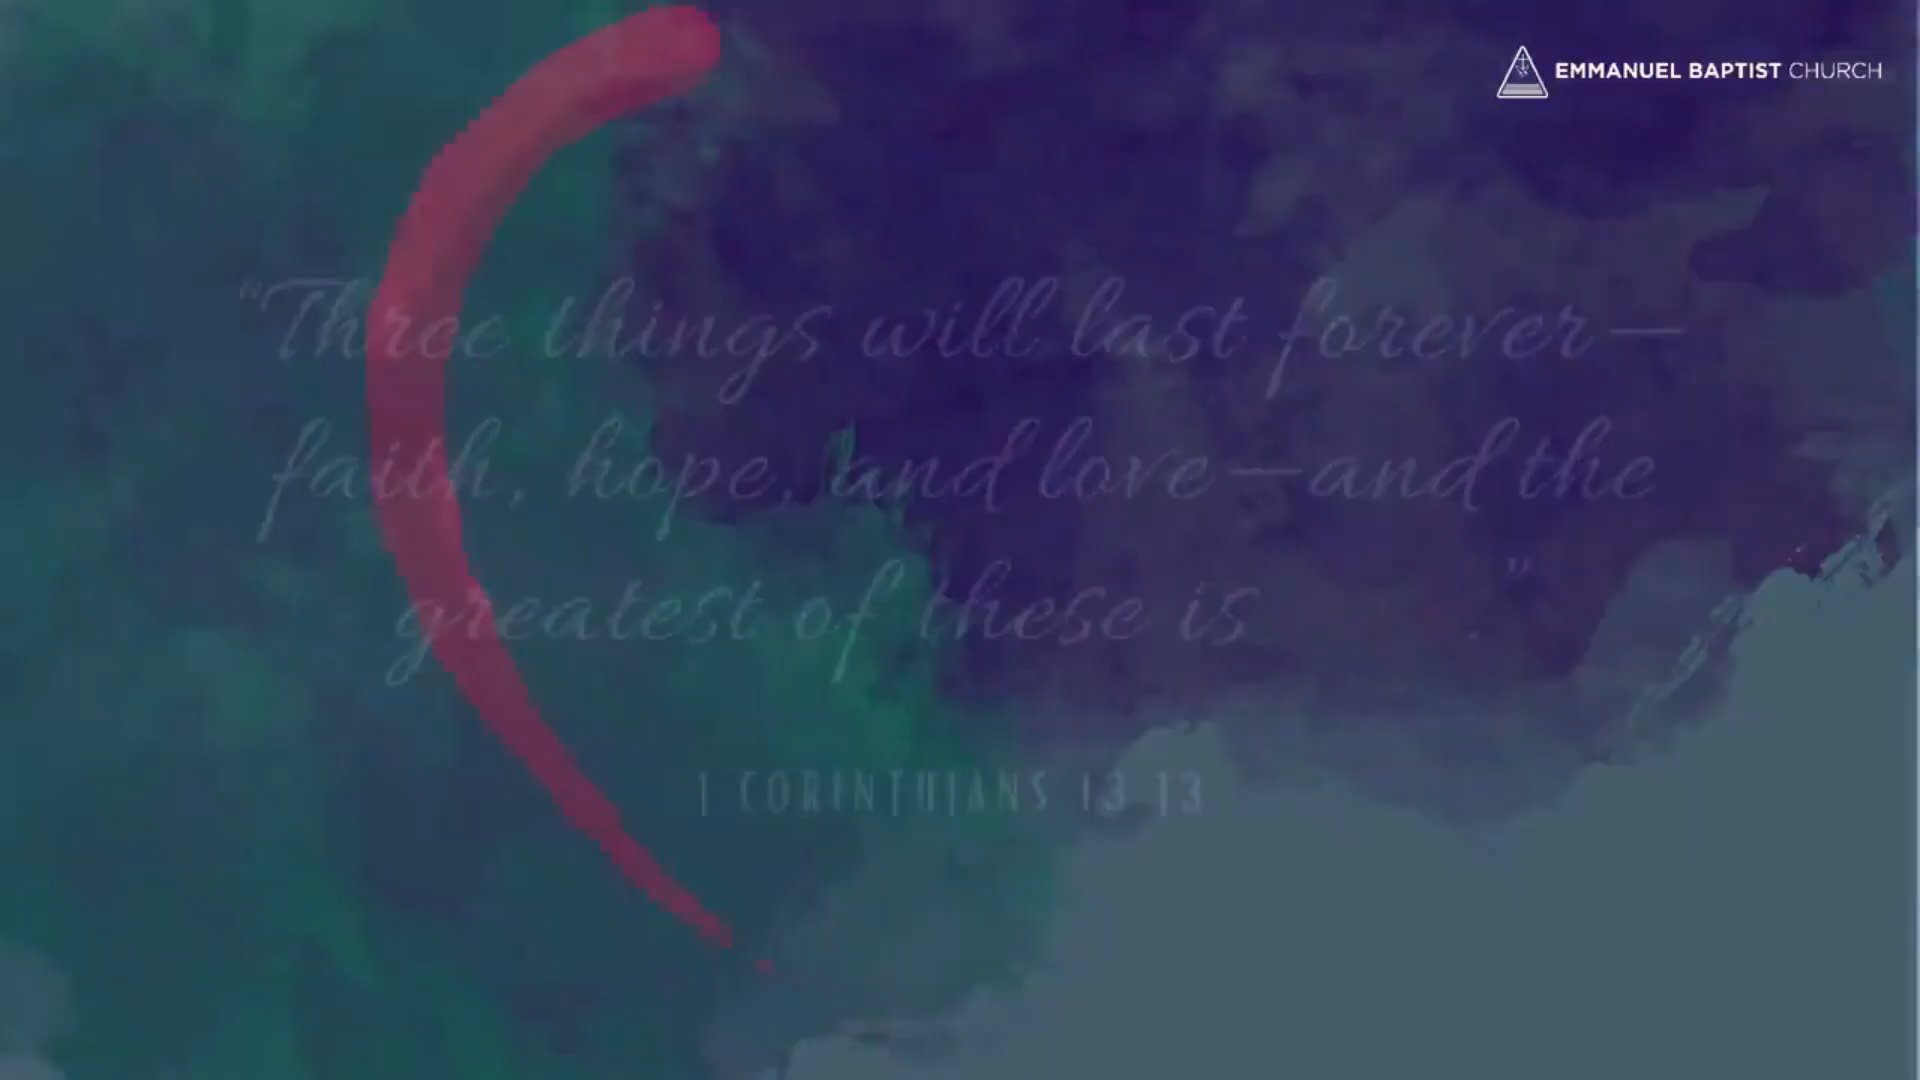 EMMANUEL BAPTIST CHURCH
"Three things will last forever—
faith, hope, and love—and the
greatest of these is "
1 CORINTHIANS 13 13